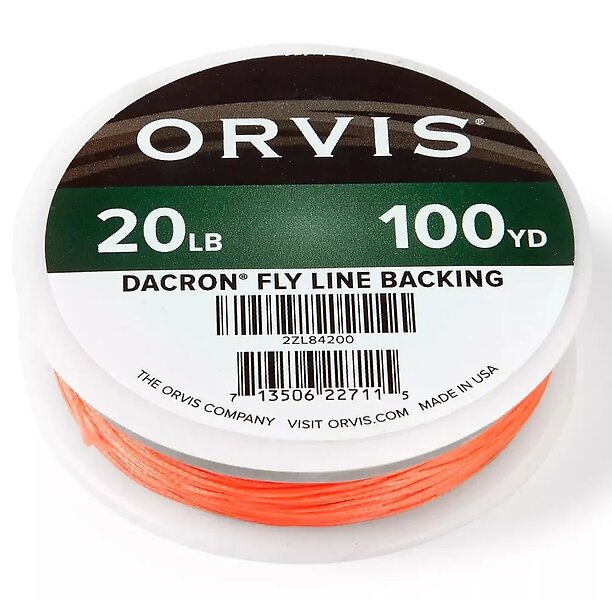 ORVIS®
20LB 100YD
DACRON® FLY LINE BACKING
2ZL84200
7 13506 22711 5
THE ORVIS COMPANY VISIT ORVIS.COM MADE IN USA